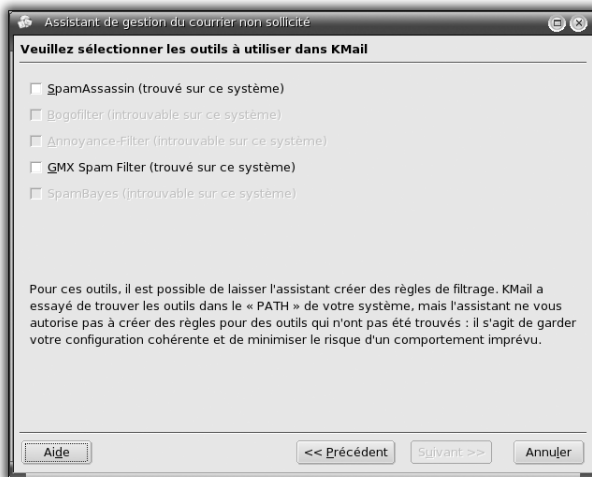 Assistant de gestion du courrier non sollicité
Veuillez sélectionner les outils à utiliser dans KMail
SpamAssassin (trouvé sur ce système)
Bogofilter (introuvable sur ce système)
Annoyance-Filter (introuvable sur ce système)
GMX Spam Filter (trouvé sur ce système)
SpamBayes (introuvable sur ce système)
Pour ces outils, il est possible de laisser l'assistant créer des règles de filtrage. KMail a
essayé de trouver les outils dans le « PATH » de votre système, mais l'assistant ne vous
autorise pas à créer des règles pour des outils qui n'ont pas été trouvés : il s'agit de garder
votre configuration cohérente et de minimiser le risque d'un comportement imprévu.
Aide
<< Précédent
Suivant >>
Annuler